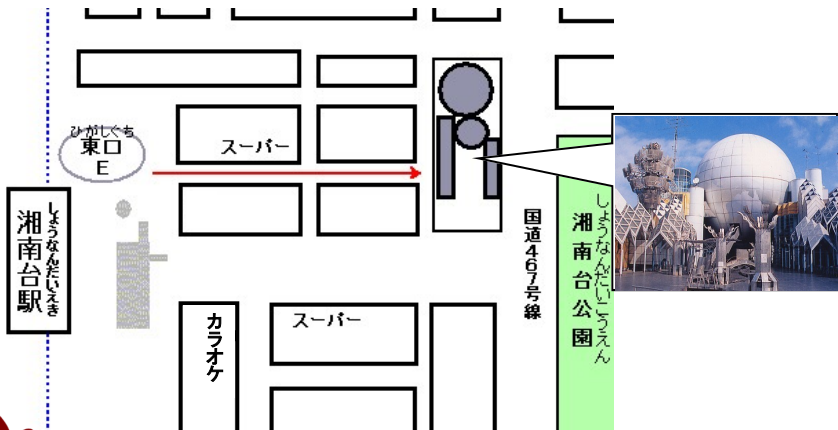 ひがしぐち
東口
E
スーパー
湘南台駅
しょうなんだいえき
カラオケ
スーパー
国道467号線
湘南台公園
しょうなんだいこうえん